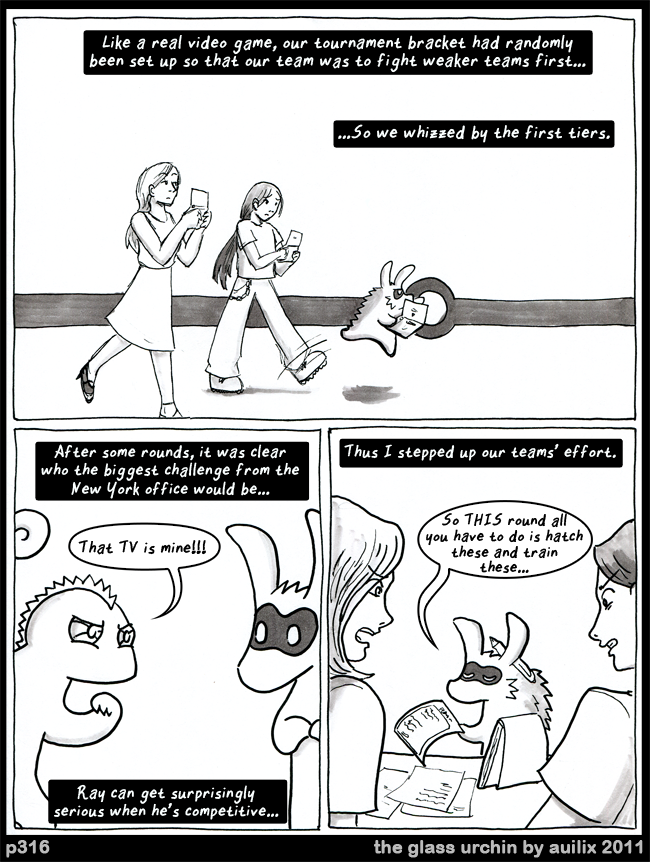 Like a real video game, our tournament bracket had randomly
been set up so that our team was to fight weaker teams first...
...So we whizzed by the first tiers.
After some rounds, it was clear
who the biggest challenge from the
New York office would be...
That TV is mine!!!
Ray can get surprisingly
serious when he's competitive...
Thus I stepped up our teams' effort.
So THIS round all
you have to do is hatch
these and train
these...
p316
the glass urchin by auilix 2011